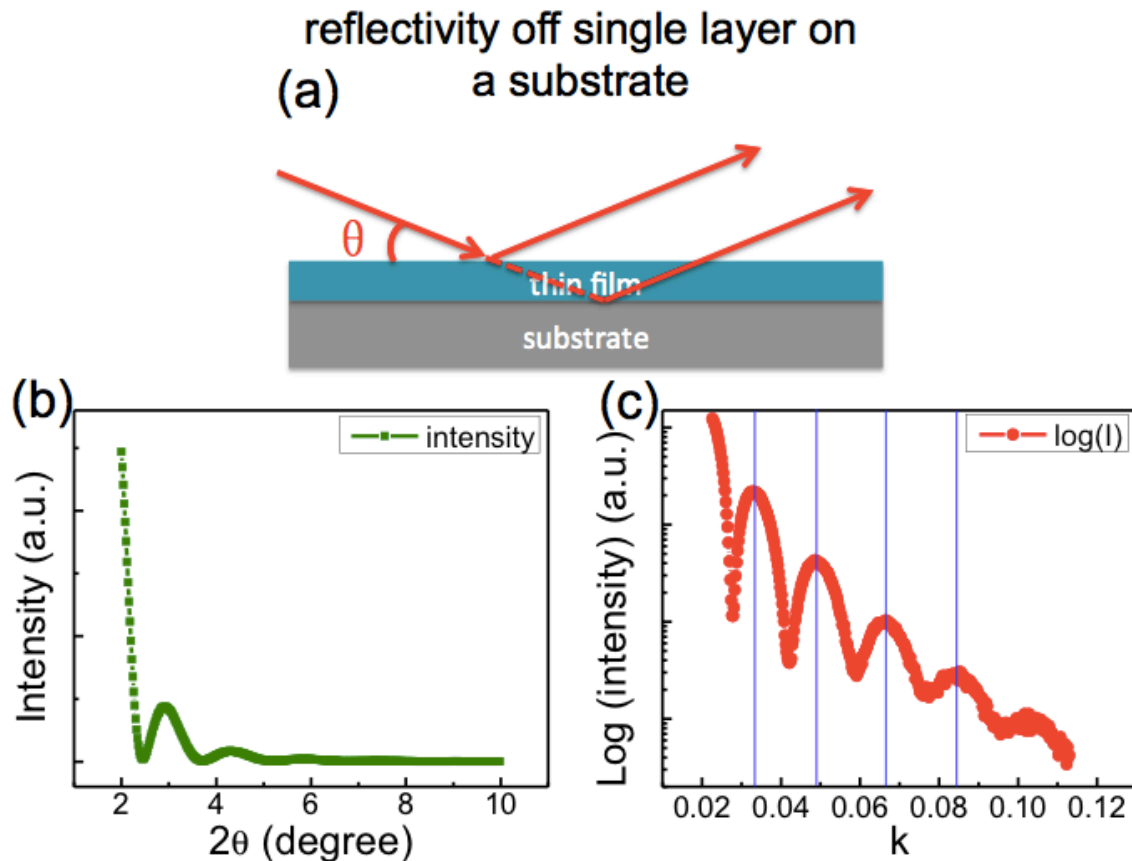 reflectivity off single layer on
a substrate
(a)
θ
thin film
substrate
(b)
intensity
Intensity (a.u.)
2 4 6 8 10
2θ (degree)
(c)
log(I)
Log (intensity) (a.u.)
0.02 0.04 0.06 0.08 0.10 0.12
k